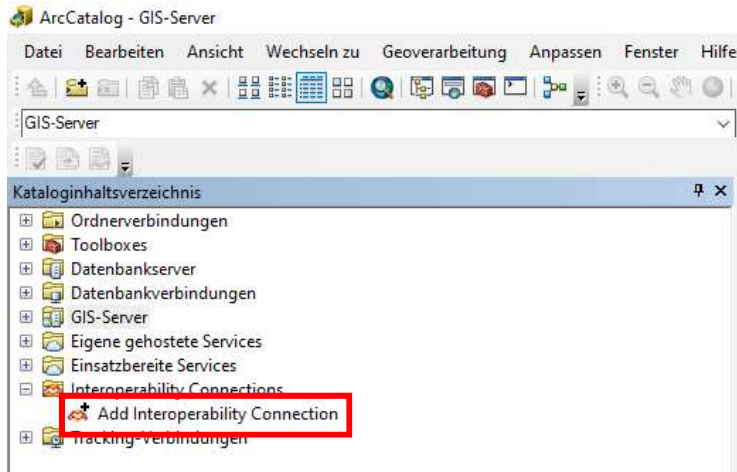 ArcCatalog - GIS-Server
Datei Bearbeiten Ansicht Wechseln zu Geoverarbeitung Anpassen Fenster Hilfe
GIS-Server
Kataloginhaltsverzeichnis
Ordnerverbindungen
Toolboxes
Datenbankserver
Datenbankverbindungen
GIS-Server
Eigene gehostete Services
Einsatzbereite Services
Interoperability Connections
Add Interoperability Connection
Tracking-Verbindungen